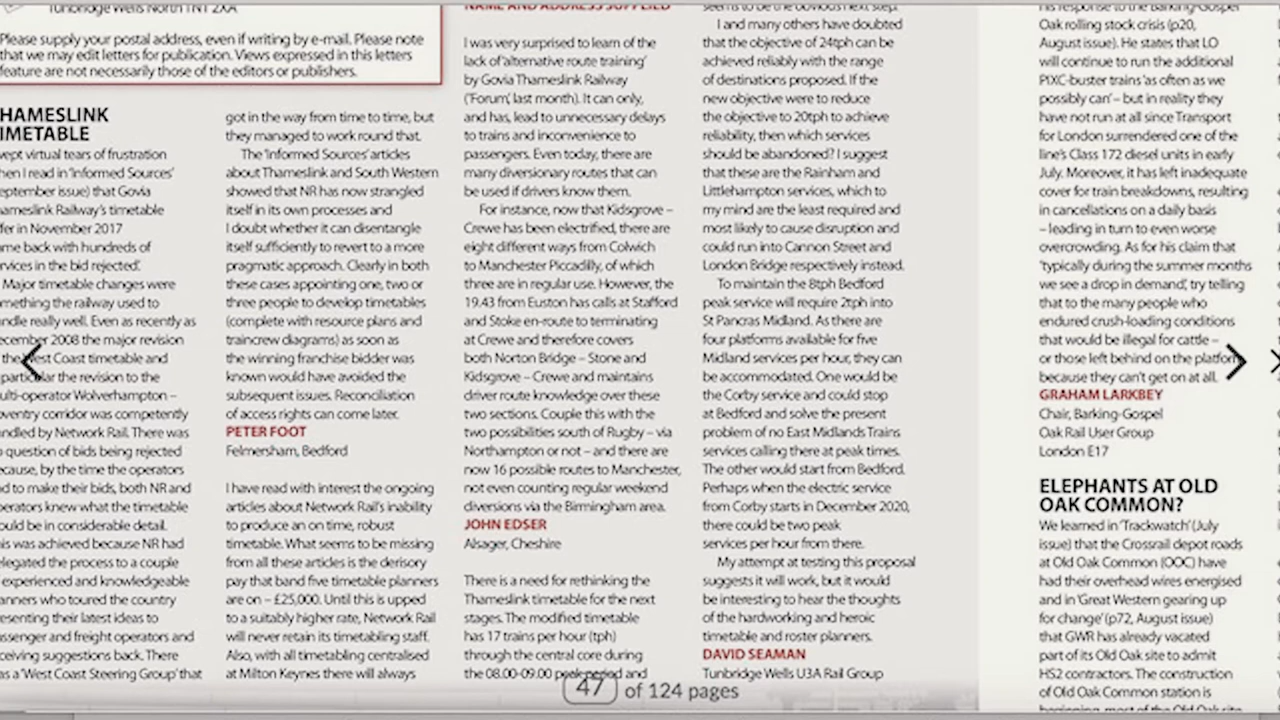 Tunbridge Wells North TN1 2XA
Please supply your postal address, even if writing by e-mail. Please note
that we may edit letters for publication. Views expressed in this letters
feature are not necessarily those of the editors or publishers.
HAMESLINK
IMETABLE
wept virtual tears of frustration
hen I read in 'Informed Sources'
eptember issue) that Govia
hameslink Railway's timetable
fer in November 2017
me back with hundreds of
rvices in the bid rejected'.
Major timetable changes were
mething the railway used to
ndle really well. Even as recently as
ecember 2008 the major revision
the West Coast timetable and
particular the revision to the
ulti-operator Wolverhampton –
oventry corridor was competently
ndled by Network Rail. There was
question of bids being rejected
ecause, by the time the operators
d to make their bids, both NR and
perators knew what the timetable
ould be in considerable detail.
is was achieved because NR had
elegated the process to a couple
experienced and knowledgeable
anners who toured the country
esenting their latest ideas to
ssenger and freight operators and
ceiving suggestions back. There
as a 'West Coast Steering Group' that
got in the way from time to time, but
they managed to work round that.
The 'Informed Sources' articles
about Thameslink and South Western
showed that NR has now strangled
itself in its own processes and
I doubt whether it can disentangle
itself sufficiently to revert to a more
pragmatic approach. Clearly in both
these cases appointing one, two or
three people to develop timetables
(complete with resource plans and
traincrew diagrams) as soon as
the winning franchise bidder was
known would have avoided the
subsequent issues. Reconciliation
of access rights can come later.
PETER FOOT
Felmersham, Bedford
I have read with interest the ongoing
articles about Network Rail's inability
to produce an on time, robust
timetable. What seems to be missing
from all these articles is the derisory
pay that band five timetable planners
are on – £25,000. Until this is upped
to a suitably higher rate, Network Rail
will never retain its timetabling staff.
Also, with all timetabling centralised
at Milton Keynes there will always
NAME AND ADDRESS SUPPLIED
I was very surprised to learn of the
lack of 'alternative route training'
by Govia Thameslink Railway
('Forum', last month). It can only,
and has, lead to unnecessary delays
to trains and inconvenience to
passengers. Even today, there are
many diversionary routes that can
be used if drivers know them.
For instance, now that Kidsgrove –
Crewe has been electrified, there are
eight different ways from Colwich
to Manchester Piccadilly, of which
three are in regular use. However, the
19.43 from Euston has calls at Stafford
and Stoke en-route to terminating
at Crewe and therefore covers
both Norton Bridge – Stone and
Kidsgrove – Crewe and maintains
driver route knowledge over these
two sections. Couple this with the
two possibilities south of Rugby – via
Northampton or not – and there are
now 16 possible routes to Manchester,
not even counting regular weekend
diversions via the Birmingham area.
JOHN EDSER
Alsager, Cheshire
There is a need for rethinking the
Thameslink timetable for the next
stages. The modified timetable
has 17 trains per hour (tph)
through the central core during
the 08.00-09.00 peak period and
seems to be the obvious next step.
I and many others have doubted
that the objective of 24tph can be
achieved reliably with the range
of destinations proposed. If the
new objective were to reduce
the objective to 20tph to achieve
reliability, then which services
should be abandoned? I suggest
that these are the Rainham and
Littlehampton services, which to
my mind are the least required and
most likely to cause disruption and
could run into Cannon Street and
London Bridge respectively instead.
To maintain the 8tph Bedford
peak service will require 2tph into
St Pancras Midland. As there are
four platforms available for five
Midland services per hour, they can
be accommodated. One would be
the Corby service and could stop
at Bedford and solve the present
problem of no East Midlands Trains
services calling there at peak times.
The other would start from Bedford.
Perhaps when the electric service
from Corby starts in December 2020,
there could be two peak
services per hour from there.
My attempt at testing this proposal
suggests it will work, but it would
be interesting to hear the thoughts
of the hardworking and heroic
timetable and roster planners.
DAVID SEAMAN
Tunbridge Wells U3A Rail Group
his response to the Barking-Gospel
Oak rolling stock crisis (p20,
August issue). He states that LO
will continue to run the additional
PIXC-buster trains 'as often as we
possibly can' – but in reality they
have not run at all since Transport
for London surrendered one of the
line's Class 172 diesel units in early
July. Moreover, it has left inadequate
cover for train breakdowns, resulting
in cancellations on a daily basis
– leading in turn to even worse
overcrowding. As for his claim that
'typically during the summer months
we see a drop in demand', try telling
that to the many people who
endured crush-loading conditions
that would be illegal for cattle –
or those left behind on the platform
because they can't get on at all.
GRAHAM LARKBEY
Chair, Barking-Gospel
Oak Rail User Group
London E17
ELEPHANTS AT OLD
OAK COMMON?
We learned in 'Trackwatch' (July
issue) that the Crossrail depot roads
at Old Oak Common (OOC) have
had their overhead wires energised
and in 'Great Western gearing up
for change' (p72, August issue)
that GWR has already vacated
part of its Old Oak site to admit
HS2 contractors. The construction
of Old Oak Common station is
beginning, most of the Old Oak site
47 of 124 pages